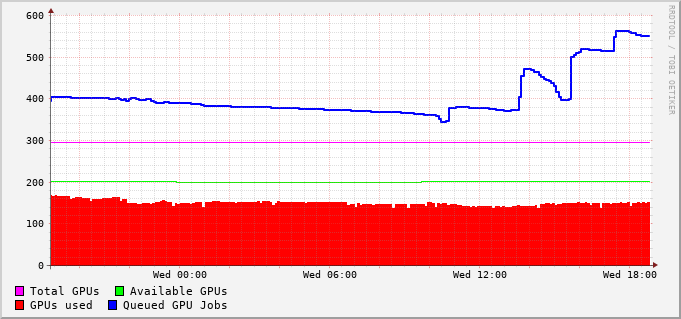 600
500
400
300
200
100
0
Wed 00:00 Wed 06:00 Wed 12:00 Wed 18:00
Total GPUs Available GPUs
GPUs used Queued GPU Jobs
RRDTOOL / TOBI OETIKER